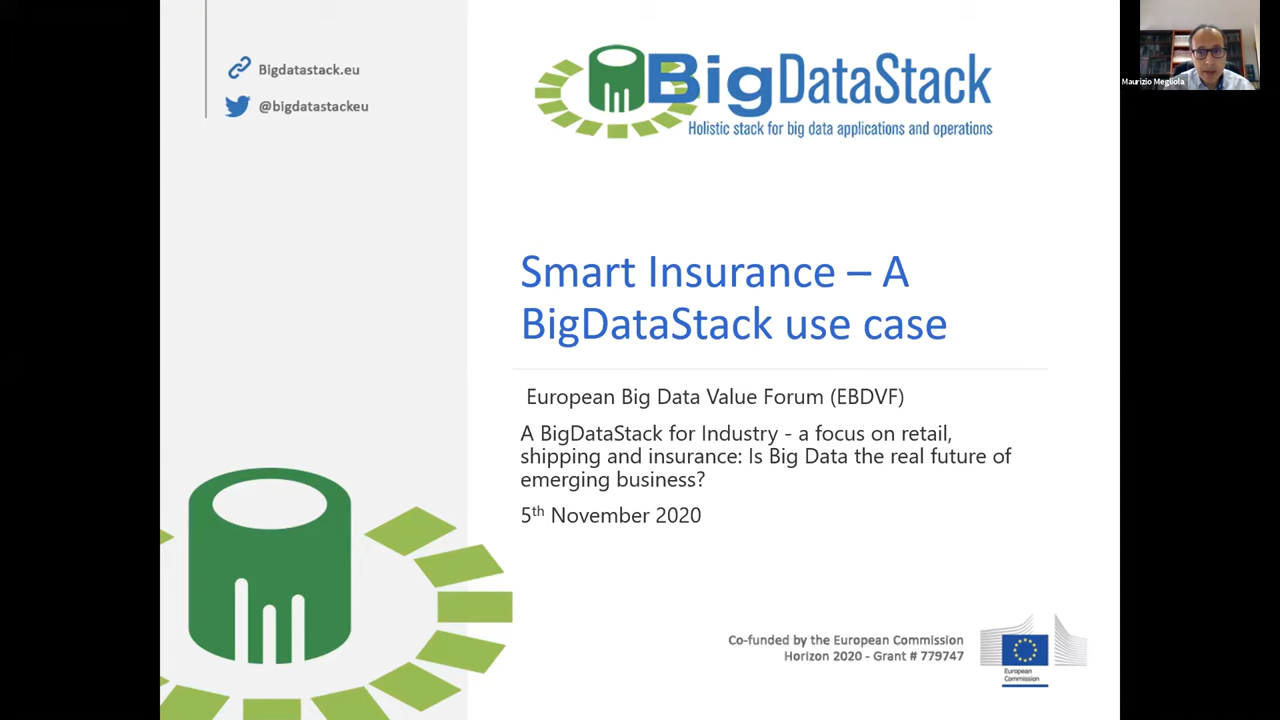 Bigdatastack.eu
@bigdatastackeu
BigDataStack
Holistic stack for big data applications and operations
Maurizio Megliola
Smart Insurance – A
BigDataStack use case
European Big Data Value Forum (EBDVF)
A BigDataStack for Industry - a focus on retail,
shipping and insurance: Is Big Data the real future of
emerging business?
5th November 2020
Co-funded by the European Commission
Horizon 2020 - Grant # 779747
European
Commission